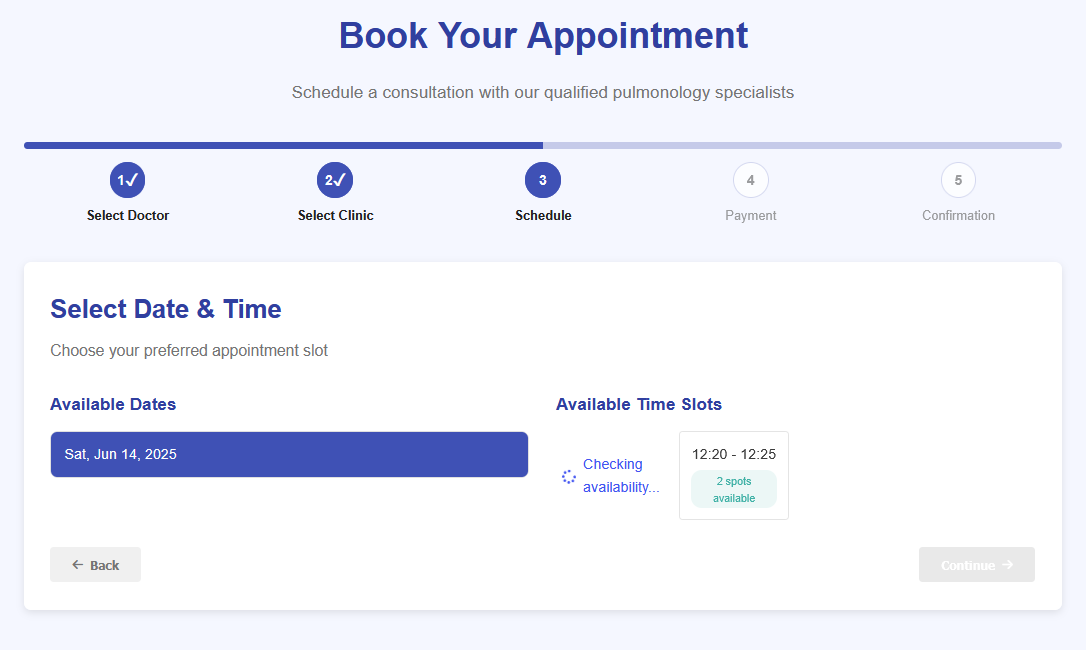 Book Your Appointment
Schedule a consultation with our qualified pulmonology specialists
1✓
2✓
3
4
5
Select Doctor
Select Clinic
Schedule
Payment
Confirmation
Select Date & Time
Choose your preferred appointment slot
Available Dates
Sat, Jun 14, 2025
Available Time Slots
Checking
availability...
12:20 - 12:25
2 spots
available
← Back
Continue →